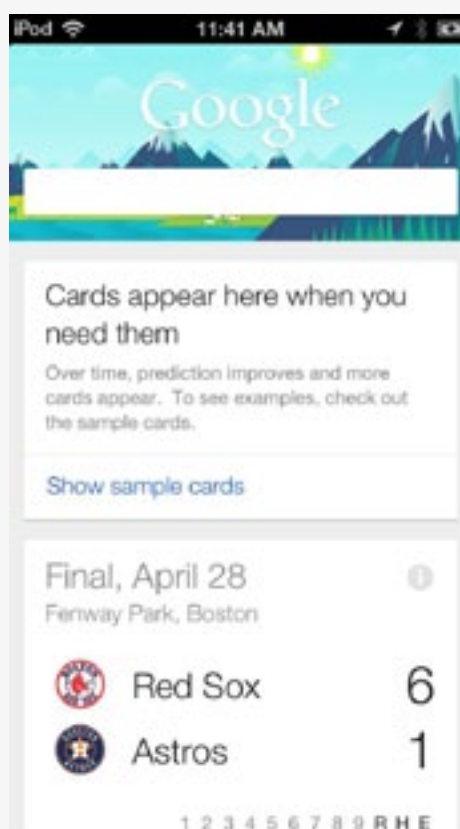 iPod 11:41 AM
Google
Cards appear here when you
need them
Over time, prediction improves and more
cards appear. To see examples, check out
the sample cards.
Show sample cards
Final, April 28
Fenway Park, Boston
Red Sox 6
Astros 1
1 2 3 4 5 6 7 8 9 R H E